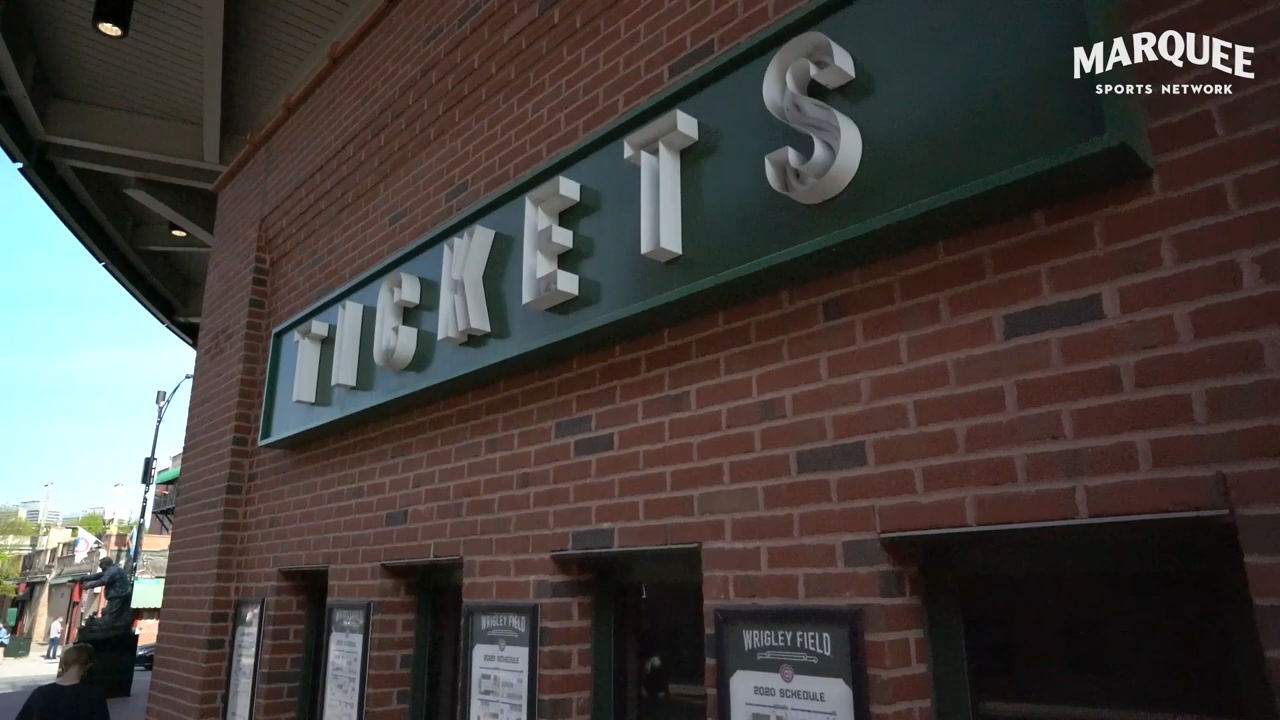 MARQUEE
SPORTS NETWORK
TICKETS
WRIGLEY FIELD
2020 SCHEDULE
WRIGLEY FIELD
2020 SCHEDULE